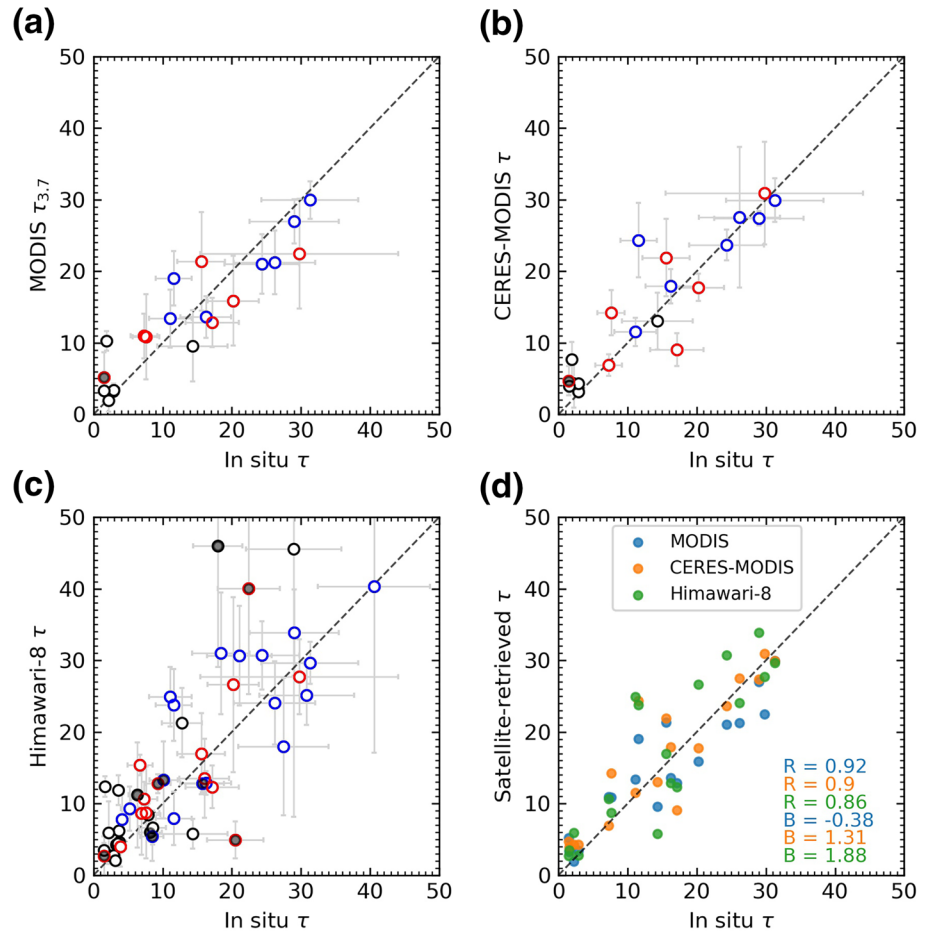 (a)
50
40
30
20
10
0
MODIS τ3.7
0 10 20 30 40 50
In situ τ
(b)
50
40
30
20
10
0
CERES-MODIS τ
0 10 20 30 40 50
In situ τ
(c)
50
40
30
20
10
0
Himawari-8 τ
0 10 20 30 40 50
In situ τ
(d)
50
40
30
20
10
0
Satellite-retrieved τ
MODIS
CERES-MODIS
Himawari-8
R = 0.92
R = 0.9
R = 0.86
B = -0.38
B = 1.31
B = 1.88
0 10 20 30 40 50
In situ τ